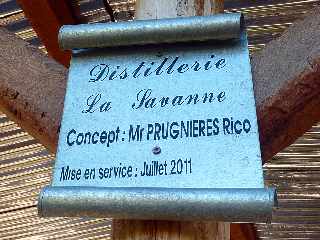 Distillerie
La Savanne
Concept : Mr PRUGNIERES Rico
Mise en service : Juillet 2011